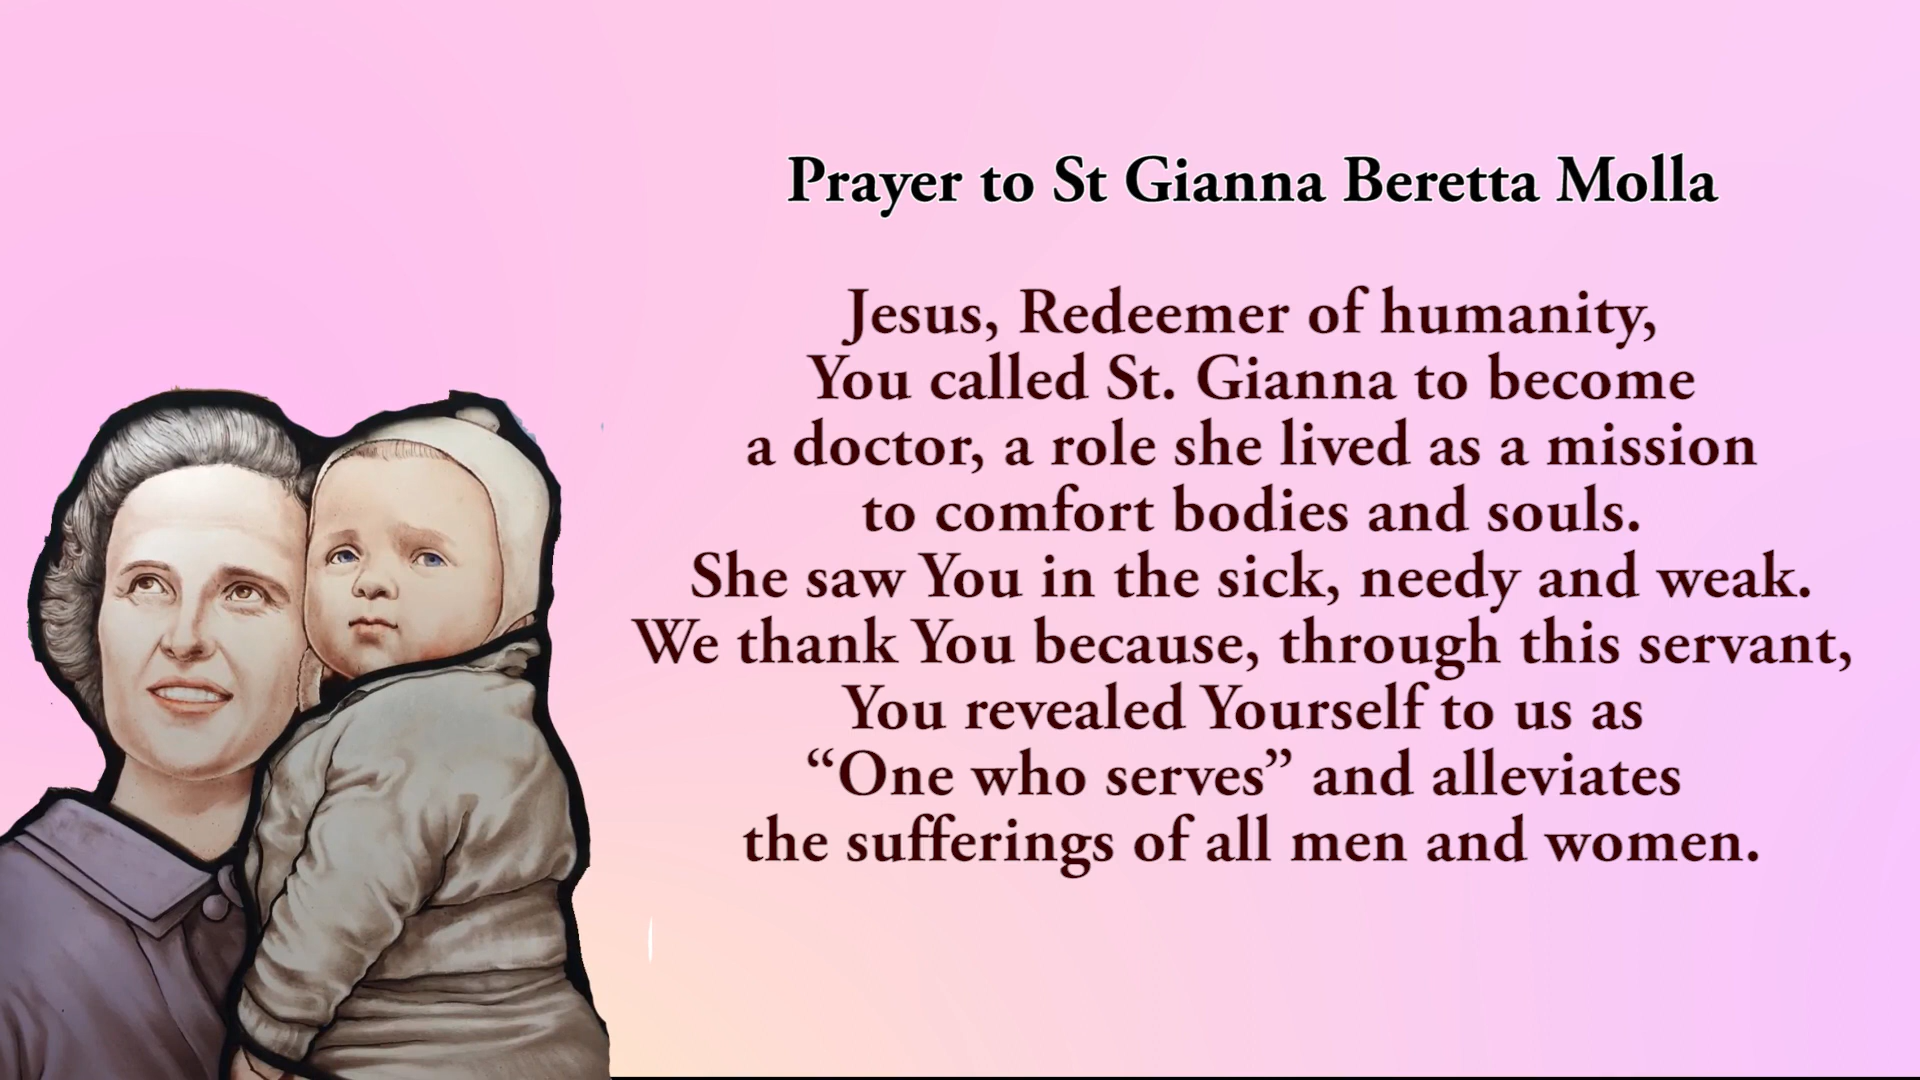 Prayer to St Gianna Beretta Molla
Jesus, Redeemer of humanity,
You called St. Gianna to become
a doctor, a role she lived as a mission
to comfort bodies and souls.
She saw You in the sick, needy and weak.
We thank You because, through this servant,
You revealed Yourself to us as
“One who serves” and alleviates
the sufferings of all men and women.